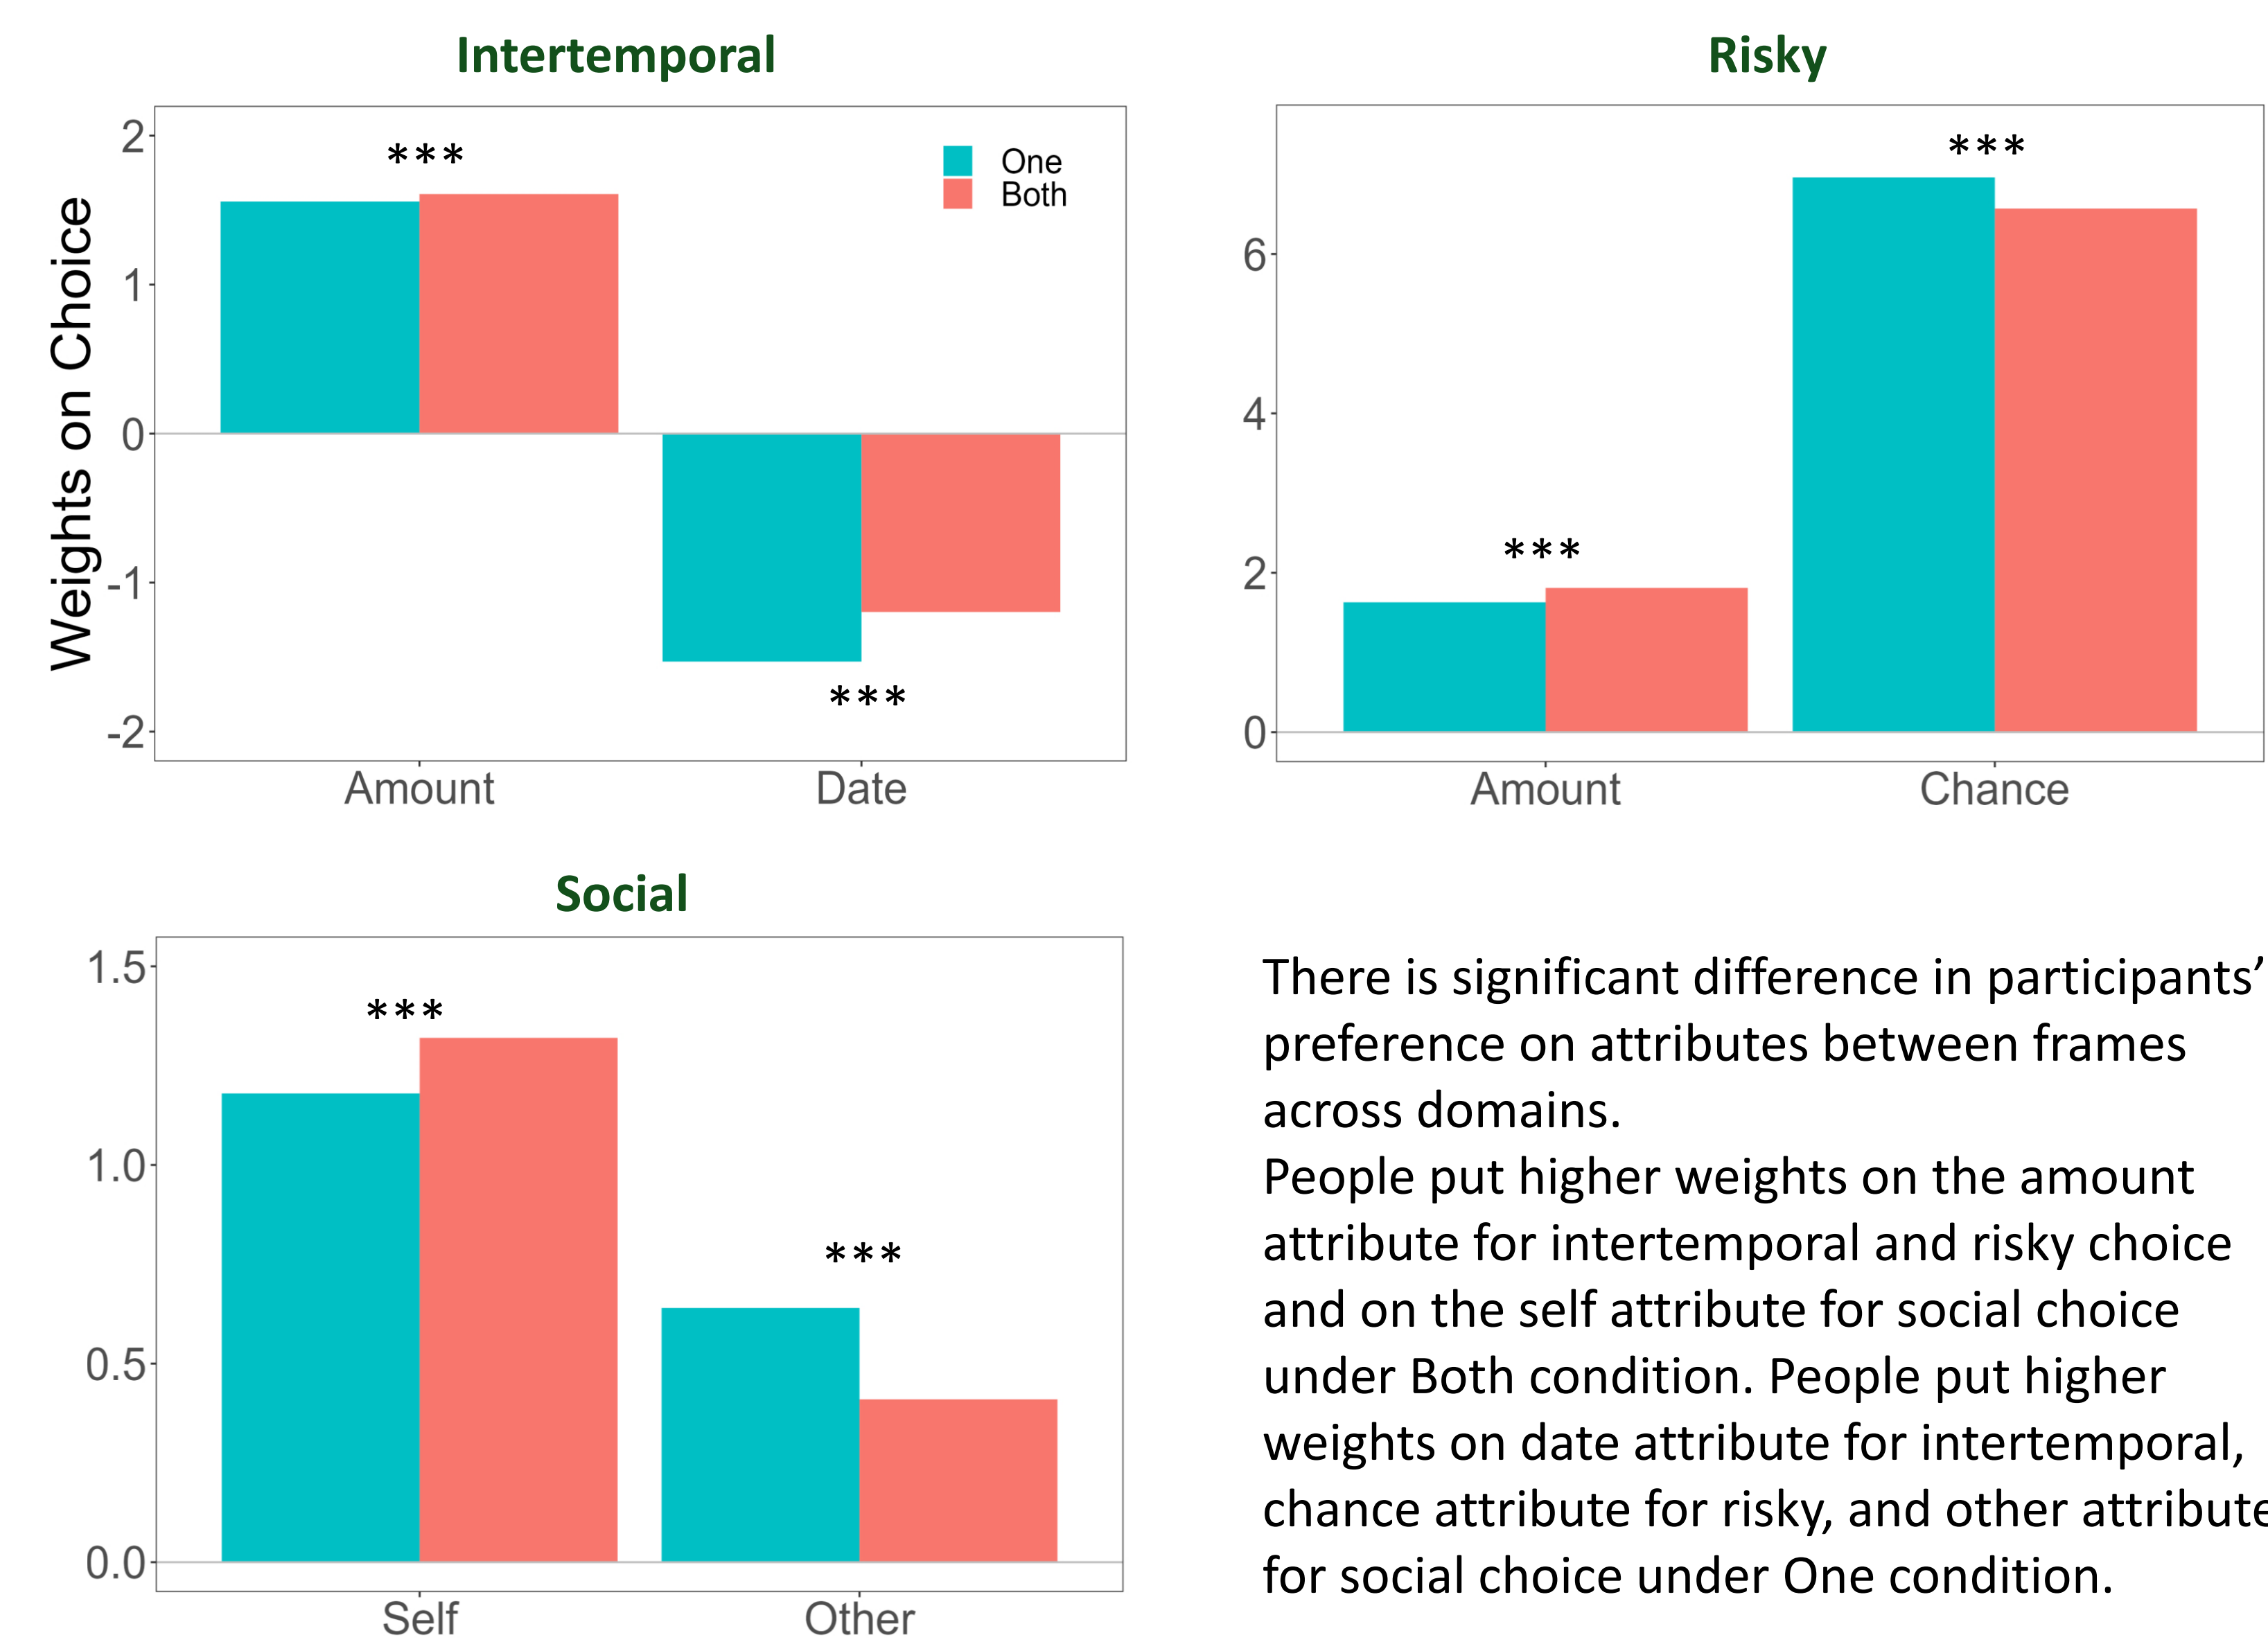 Intertemporal
Weights on Choice
2
1
0
-1
-2
***
***
One
Both
Amount
Date
Risky
6
4
2
0
***
***
Amount
Chance
Social
1.5
1.0
0.5
0.0
***
***
Self
Other
There is significant difference in participants’
preference on attributes between frames
across domains.
People put higher weights on the amount
attribute for intertemporal and risky choice
and on the self attribute for social choice
under Both condition. People put higher
weights on date attribute for intertemporal,
chance attribute for risky, and other attribute
for social choice under One condition.